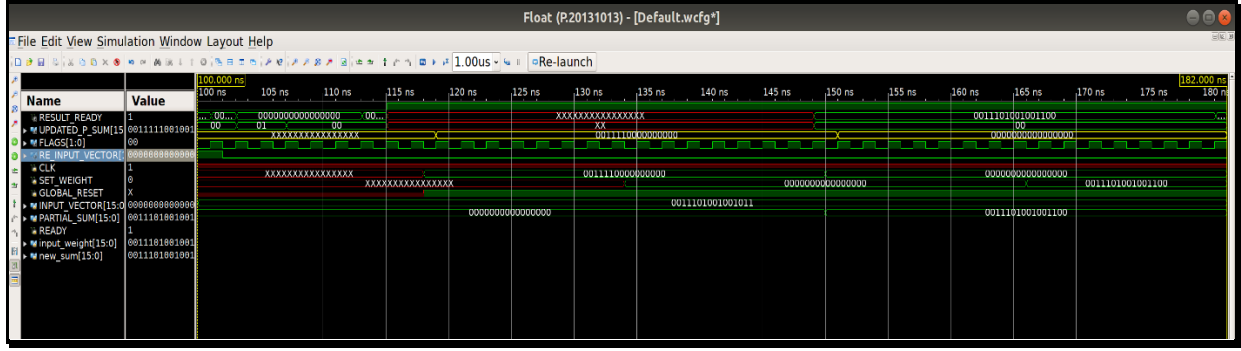 Float (P.20131013) - [Default.wcfg*]
File Edit View Simulation Window Layout Help
1.00us Re-launch
100.000 ns 182.000 ns
100 ns 105 ns 110 ns 115 ns 120 ns 125 ns 130 ns 135 ns 140 ns 145 ns 150 ns 155 ns 160 ns 165 ns 170 ns 175 ns 180 ns
Name Value
RESULT_READY 1
... 00... 0000000000000000 00... XXXXXXXXXXXXXXXX 0011101001001100 ...
UPDATED_P_SUM[15 0011111001001
00 01 00 XX 00
FLAGS[1:0] 00
XXXXXXXXXXXXXXXX 0011110000000000 0000000000000000
RE_INPUT_VECTOR[ 0000000000000
CLK 1
XXXXXXXXXXXXXXXX 0011110000000000 0000000000000000
SET_WEIGHT 0
XXXXXXXXXXXXXXXX 0000000000000000 0011101001001100
GLOBAL_RESET X
INPUT_VECTOR[15:0 0000000000000
0011101001001011
PARTIAL_SUM[15:0] 0011101001001
0000000000000000 0011101001001100
READY 1
input_weight[15:0] 0011101001001
new_sum[15:0] 0011101001001